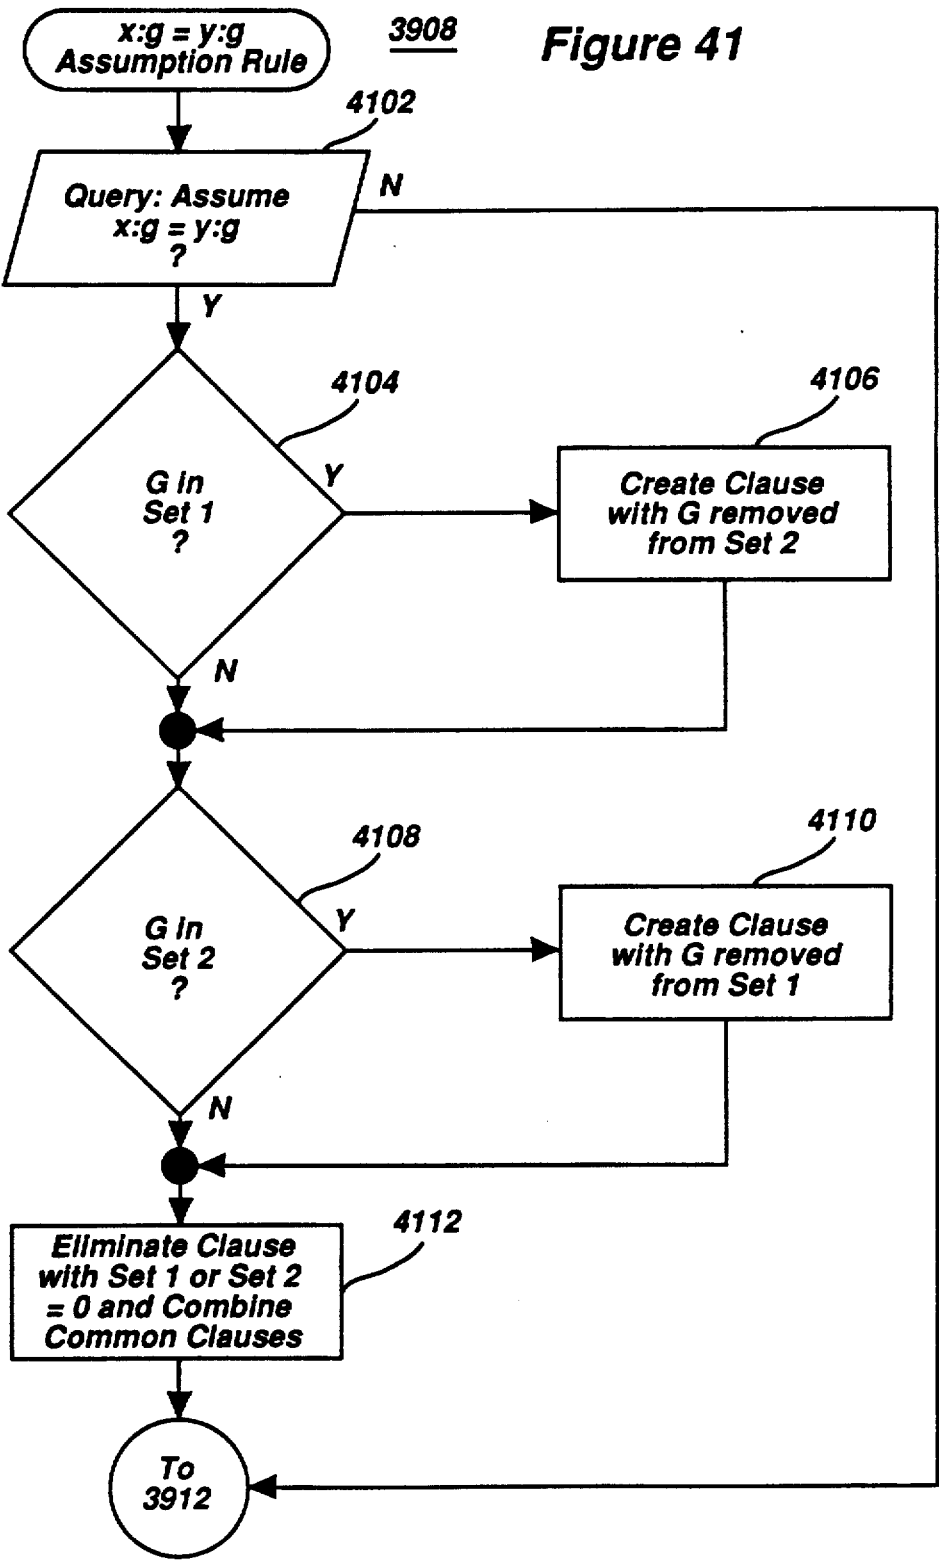 x:g = y:g
Assumption Rule
3908
Figure 41
4102
Query: Assume
x:g = y:g
?
N
Y
4104
G in
Set 1
?
Y
4106
Create Clause
with G removed
from Set 2
N
4108
G in
Set 2
?
Y
4110
Create Clause
with G removed
from Set 1
N
4112
Eliminate Clause
with Set 1 or Set 2
= 0 and Combine
Common Clauses
To
3912